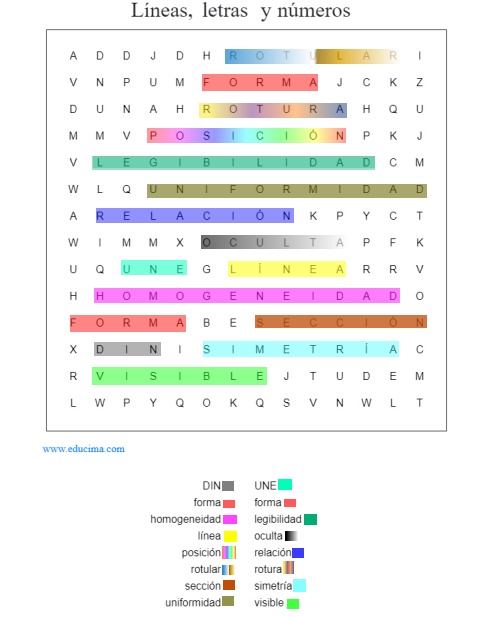 Líneas, letras y números
A D D J D H R O T U L A R I
V N P U M F O R M A J C K Z
D U N A H R O T U R A H Q U
M M V P O S I C I Ó N P K J
V L E G I B I L I D A D C M
W L Q U N I F O R M I D A D
A R E L A C I Ó N K P Y C T
W I M M X O C U L T A P F K
U Q U N E G L Í N E A R R V
H H O M O G E N E I D A D O
F O R M A B E S E C C I Ó N
X D I N I S I M E T R Í A C
R V I S I B L E J T U D E M
L W P Y Q O K Q S V N W L T
www.educima.com
DIN UNE
forma forma
homogeneidad legibilidad
línea oculta
posición relación
rotular rotura
sección simetría
uniformidad visible